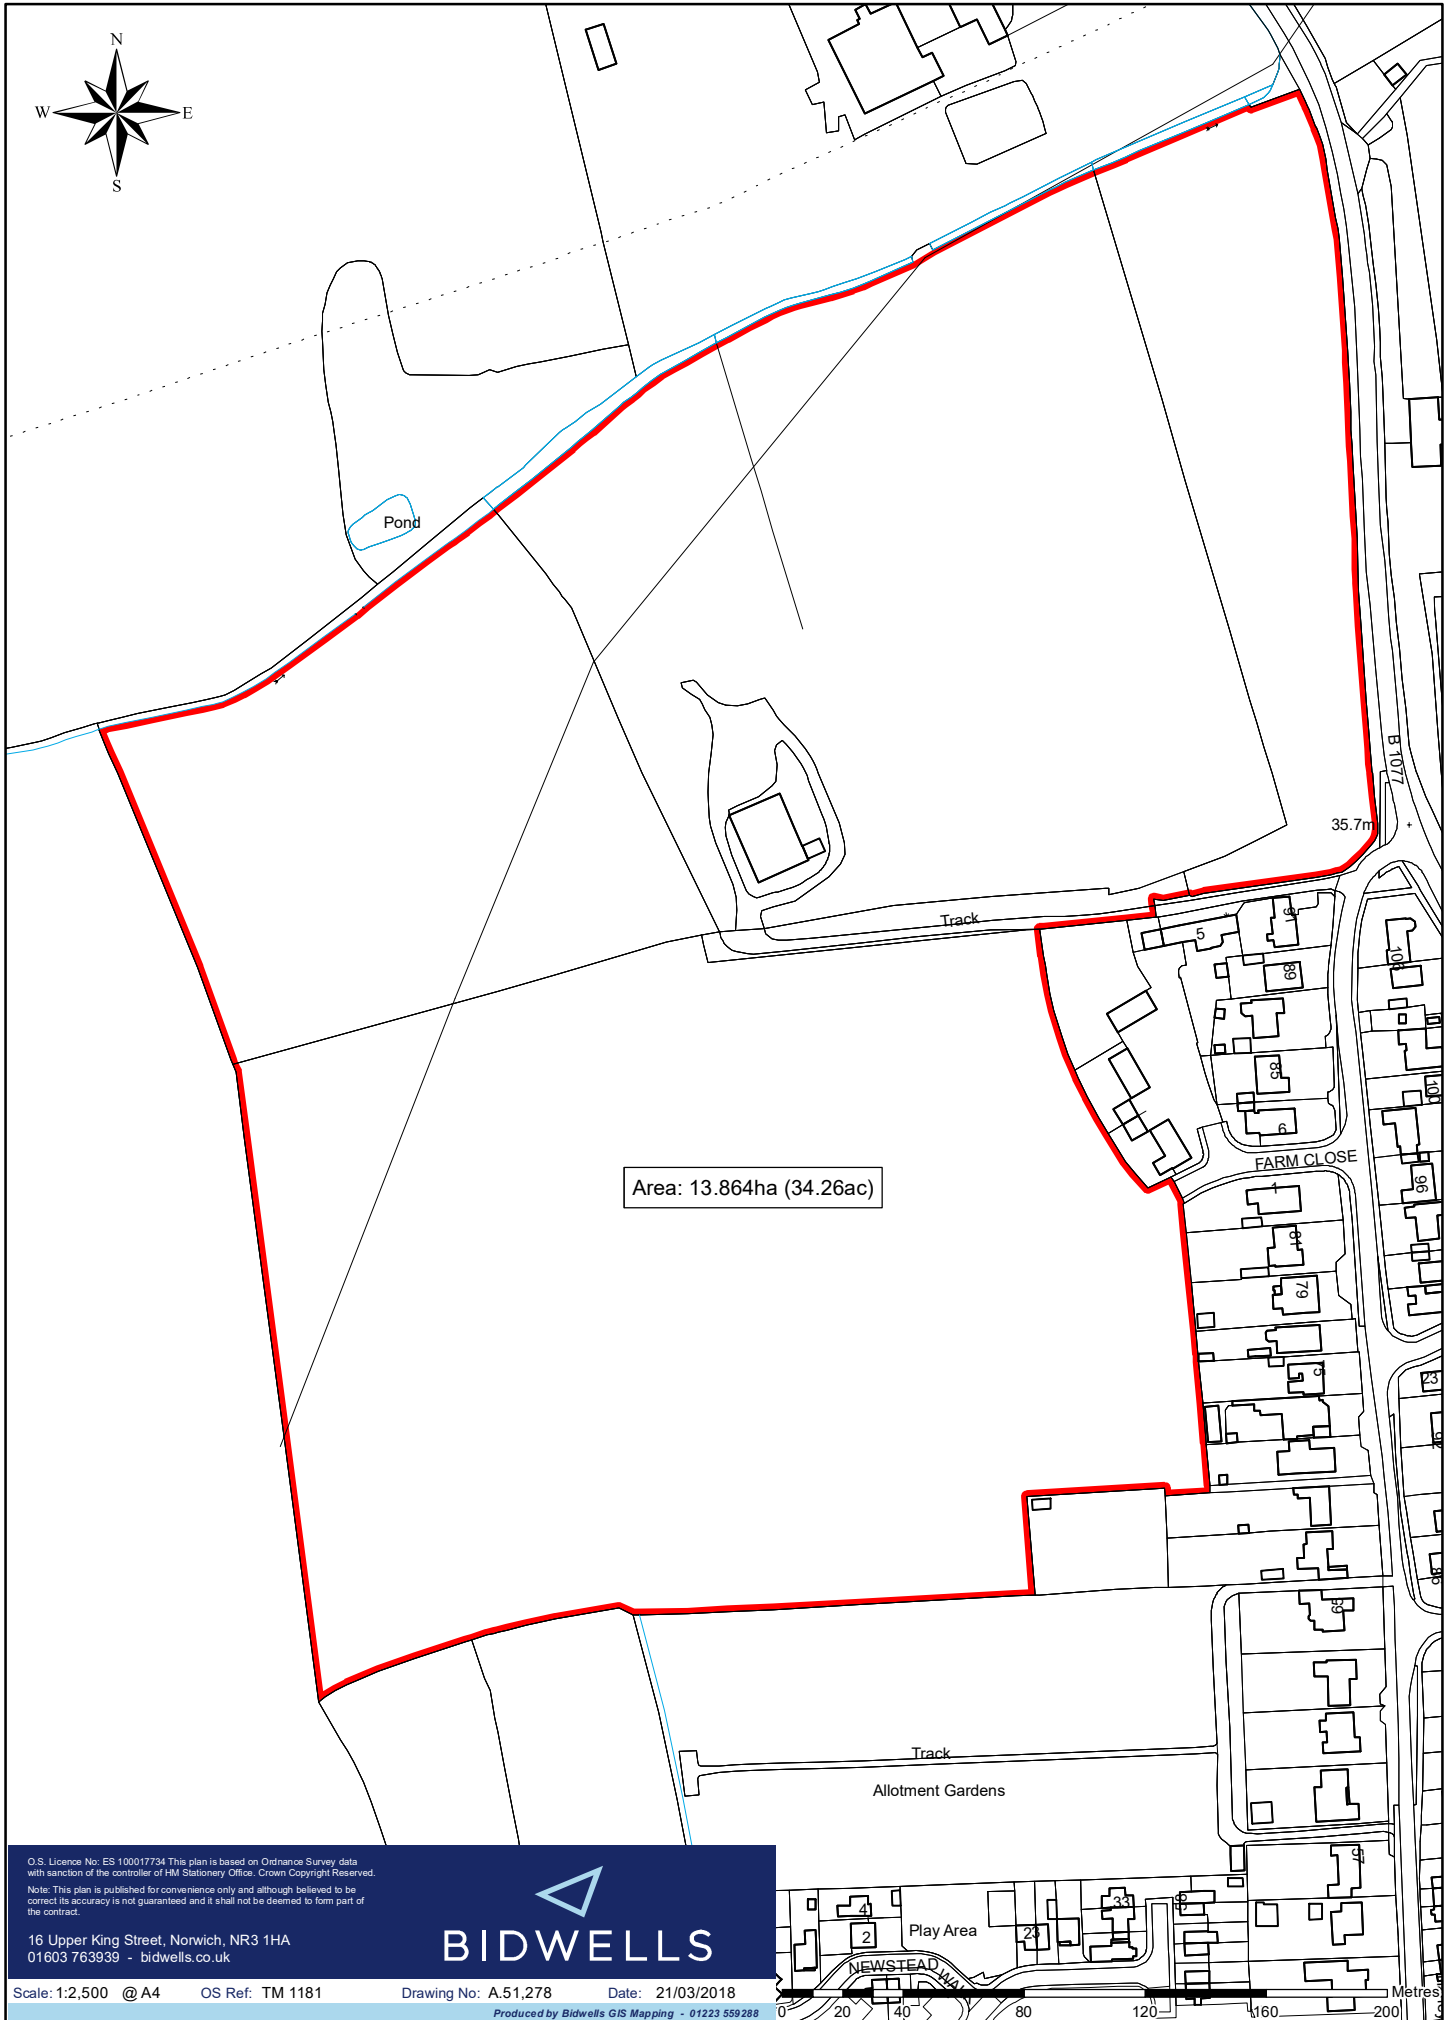 N
W
E
S
Pond
B 1077
35.7m
Track
5
91
106
89
85
100
6
FARM CLOSE
96
1
Area: 13.864ha (34.26ac)
81
79
75
23
92
86
59
Track
Allotment Gardens
57
4
2
Play Area
23
33
NEWSTEAD WALK
O.S. Licence No: ES 100017734 This plan is based on Ordnance Survey data
with sanction of the controller of HM Stationery Office. Crown Copyright Reserved.
Note: This plan is published for convenience only and although believed to be
correct its accuracy is not guaranteed and it shall not be deemed to form part of
the contract.
16 Upper King Street, Norwich, NR3 1HA
01603 763939 - bidwells.co.uk
BIDWELLS
Scale: 1:2,500 @ A4 OS Ref: TM 1181 Drawing No: A.51,278 Date: 21/03/2018
Produced by Bidwells GIS Mapping - 01223 559288
0 20 40 80 120 160 200
Metres